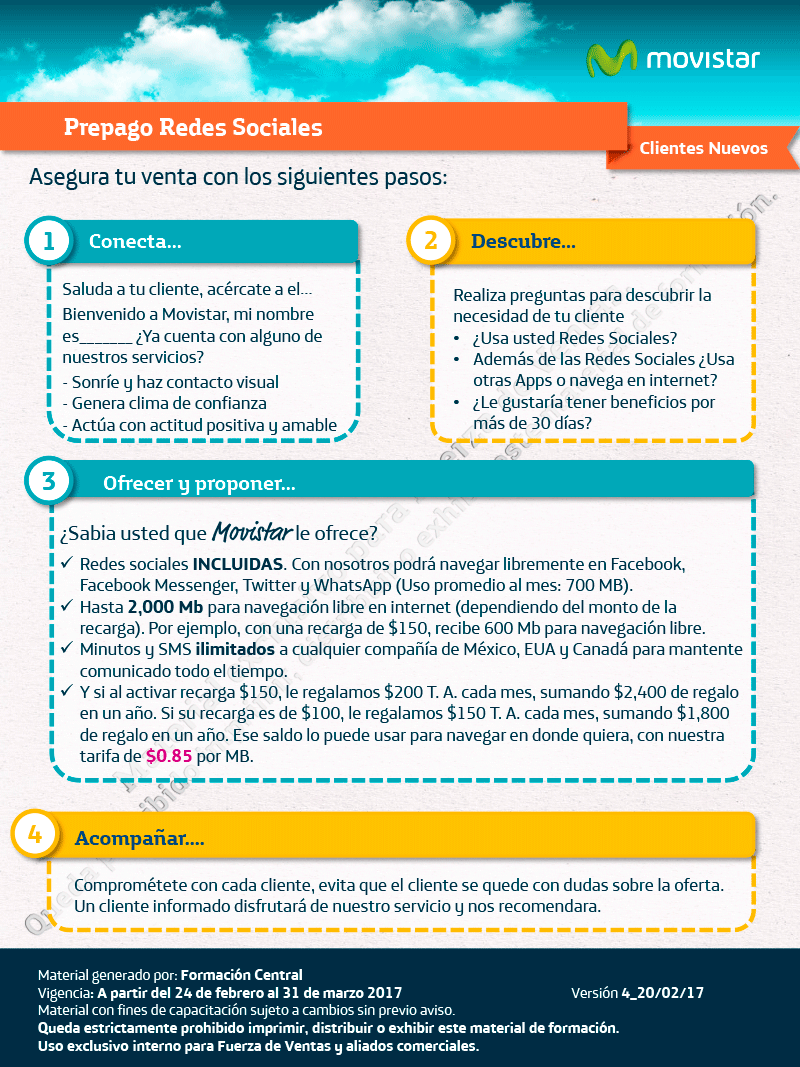 movistar
Prepago Redes Sociales
Clientes Nuevos
Asegura tu venta con los siguientes pasos:
1 Conecta...
Saluda a tu cliente, acércate a el...
Bienvenido a Movistar, mi nombre
es_______ ¿Ya cuenta con alguno de
nuestros servicios?
- Sonríe y haz contacto visual
- Genera clima de confianza
- Actúa con actitud positiva y amable
2 Descubre...
Realiza preguntas para descubrir la
necesidad de tu cliente
• ¿Usa usted Redes Sociales?
• Además de las Redes Sociales ¿Usa
otras Apps o navega en internet?
• ¿Le gustaría tener beneficios por
más de 30 días?
3 Ofrecer y proponer...
¿Sabia usted que Movistar le ofrece?
✓ Redes sociales INCLUIDAS. Con nosotros podrá navegar libremente en Facebook,
Facebook Messenger, Twitter y WhatsApp (Uso promedio al mes: 700 MB).
✓ Hasta 2,000 Mb para navegación libre en internet (dependiendo del monto de la
recarga). Por ejemplo, con una recarga de $150, recibe 600 Mb para navegación libre.
✓ Minutos y SMS ilimitados a cualquier compañía de México, EUA y Canadá para mantente
comunicado todo el tiempo.
✓ Y si al activar recarga $150, le regalamos $200 T. A. cada mes, sumando $2,400 de regalo
en un año. Si su recarga es de $100, le regalamos $150 T. A. cada mes, sumando $1,800
de regalo en un año. Ese saldo lo puede usar para navegar en donde quiera, con nuestra
tarifa de $0.85 por MB.
4 Acompañar....
Comprométete con cada cliente, evita que el cliente se quede con dudas sobre la oferta.
Un cliente informado disfrutará de nuestro servicio y nos recomendara.
Material generado por: Formación Central
Vigencia: A partir del 24 de febrero al 31 de marzo 2017 Versión 4_20/02/17
Material con fines de capacitación sujeto a cambios sin previo aviso.
Queda estrictamente prohibido imprimir, distribuir o exhibir este material de formación.
Uso exclusivo interno para Fuerza de Ventas y aliados comerciales.